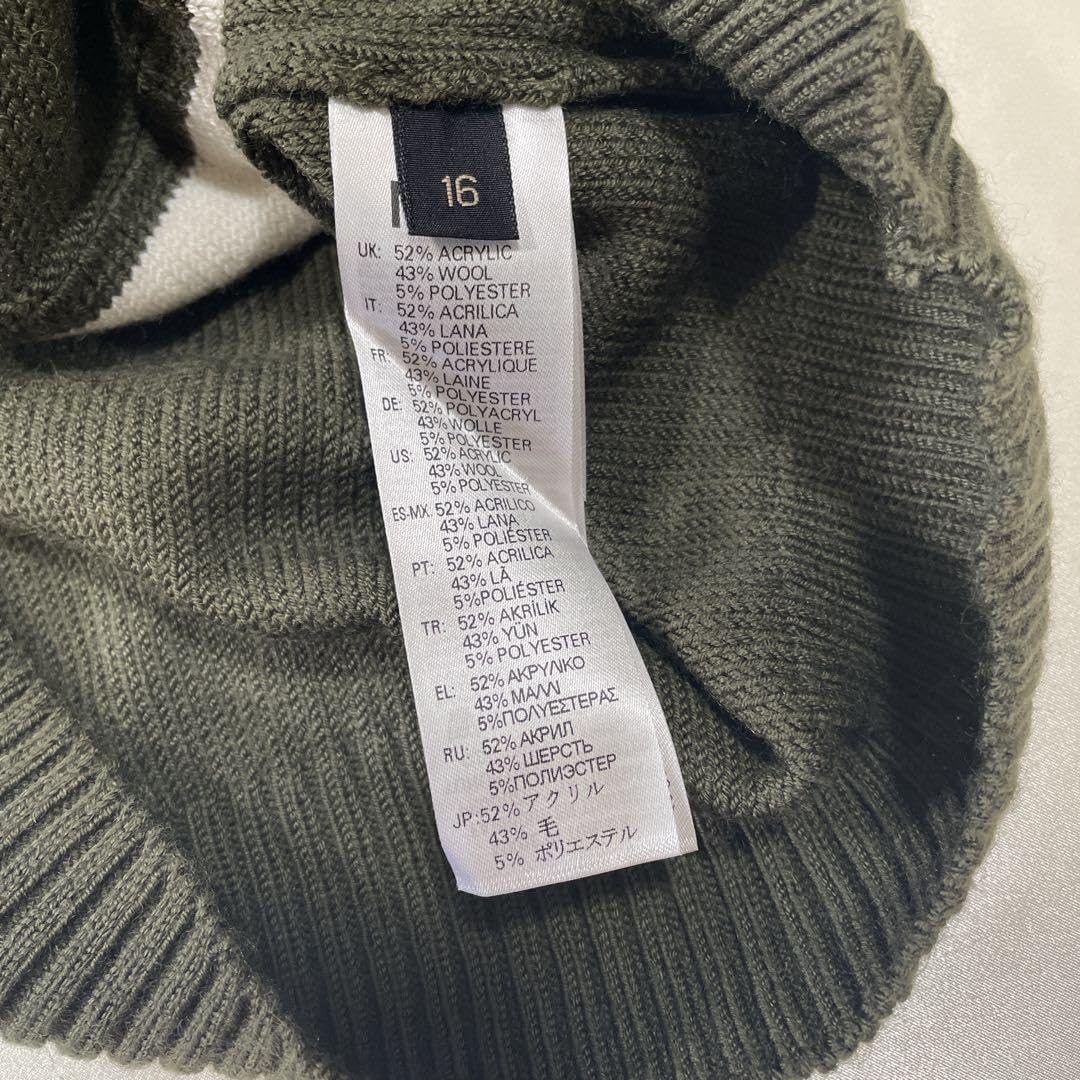 16
UK: 52% ACRYLIC
43% WOOL
5% POLYESTER
IT: 52% ACRILICA
43% LANA
5% POLIESTERE
FR: 52% ACRYLIQUE
43% LAINE
5% POLYESTER
DE: 52% POLYACRYL
43% WOLLE
5% POLYESTER
US: 52% ACRYLIC
43% WOOL
5% POLYESTER
ES-MX. 52% ACRILICO
43% LANA
5% POLIÉSTER
PT: 52% ACRILICA
43% LÃ
5%POLIÉSTER
TR: 52% AKRİLİK
43% YÜN
5% POLYESTER
EL: 52% ΑΚΡΥΛΙΚΟ
43% ΜΑΛΛΙ
5%ΠΟΛΥΕΣΤΕΡΑΣ
RU: 52% АКРИЛ
43% ШЕРСТЬ
5%ПОЛИЭСТЕР
JP:52% アクリル
43% 毛
5% ポリエステル